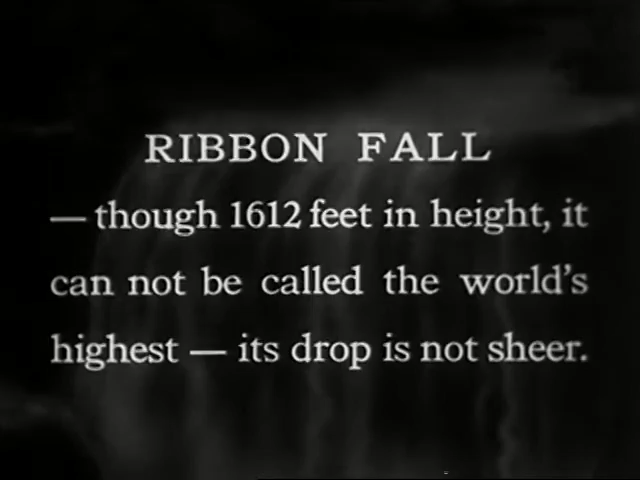 RIBBON FALL
— though 1612 feet in height, it
can not be called the world's
highest — its drop is not sheer.